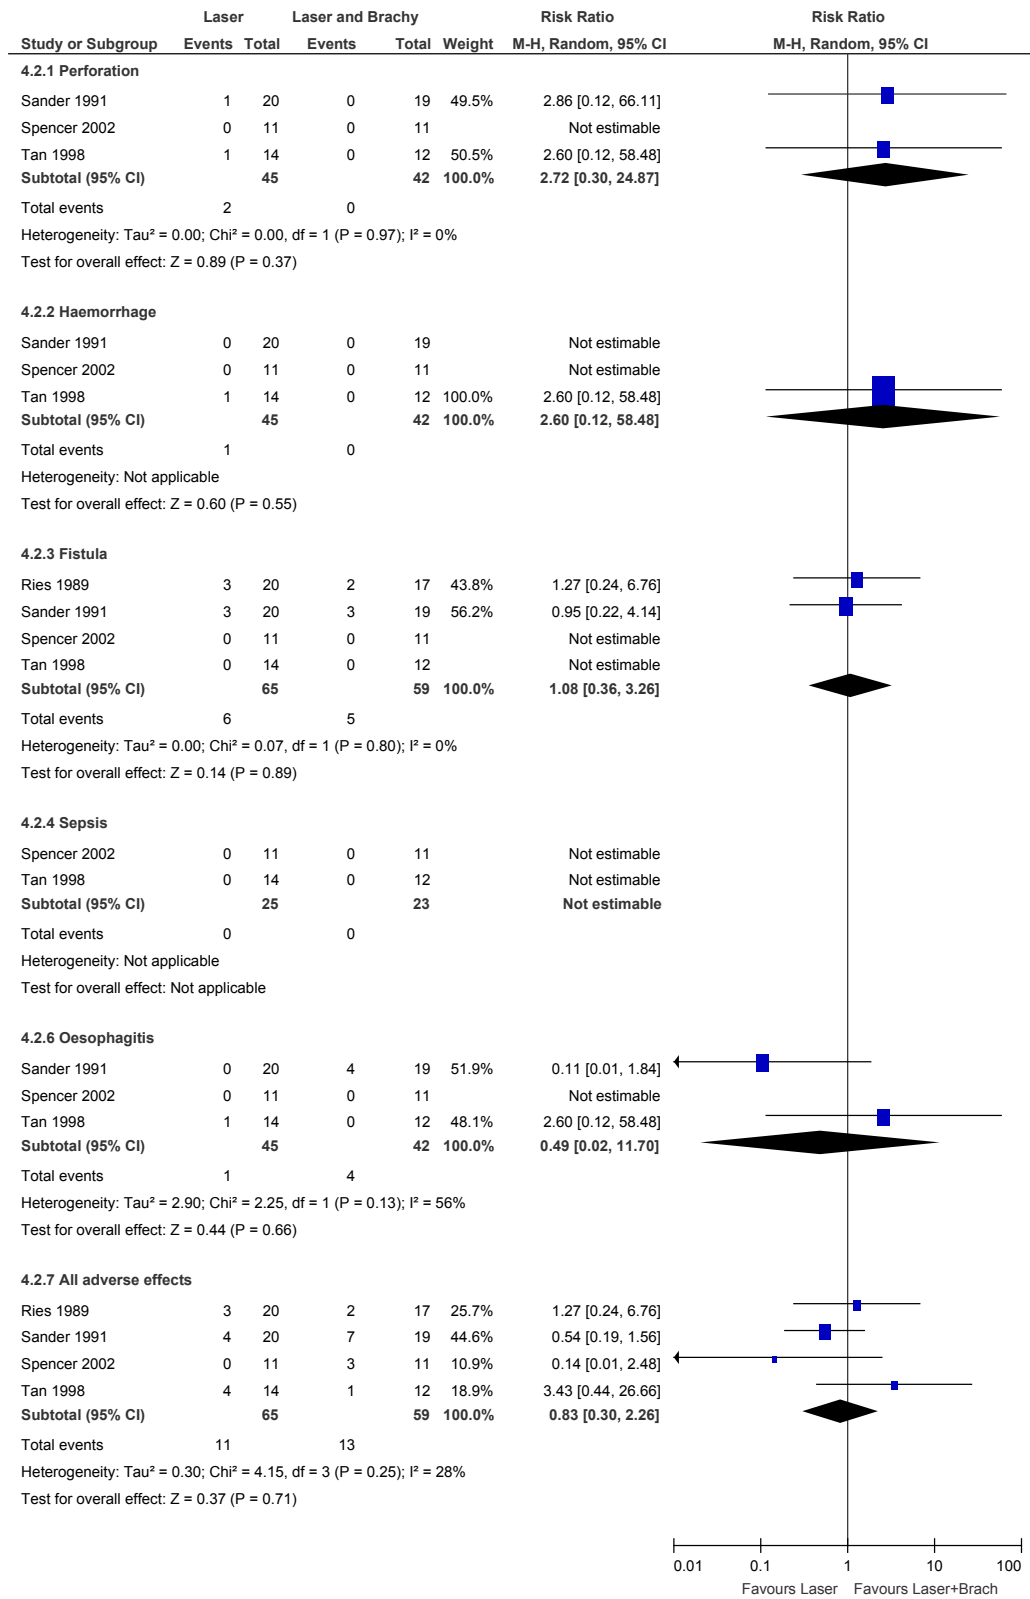 Laser Laser and Brachy Risk Ratio Risk Ratio
Study or Subgroup Events Total Events Total Weight M-H, Random, 95% CI M-H, Random, 95% CI
4.2.1 Perforation
Sander 1991 1 20 0 19 49.5% 2.86 [0.12, 66.11]
Spencer 2002 0 11 0 11 Not estimable
Tan 1998 1 14 0 12 50.5% 2.60 [0.12, 58.48]
Subtotal (95% CI) 45 42 100.0% 2.72 [0.30, 24.87]
Total events 2 0
Heterogeneity: Tau² = 0.00; Chi² = 0.00, df = 1 (P = 0.97); I² = 0%
Test for overall effect: Z = 0.89 (P = 0.37)
4.2.2 Haemorrhage
Sander 1991 0 20 0 19 Not estimable
Spencer 2002 0 11 0 11 Not estimable
Tan 1998 1 14 0 12 100.0% 2.60 [0.12, 58.48]
Subtotal (95% CI) 45 42 100.0% 2.60 [0.12, 58.48]
Total events 1 0
Heterogeneity: Not applicable
Test for overall effect: Z = 0.60 (P = 0.55)
4.2.3 Fistula
Ries 1989 3 20 2 17 43.8% 1.27 [0.24, 6.76]
Sander 1991 3 20 3 19 56.2% 0.95 [0.22, 4.14]
Spencer 2002 0 11 0 11 Not estimable
Tan 1998 0 14 0 12 Not estimable
Subtotal (95% CI) 65 59 100.0% 1.08 [0.36, 3.26]
Total events 6 5
Heterogeneity: Tau² = 0.00; Chi² = 0.07, df = 1 (P = 0.80); I² = 0%
Test for overall effect: Z = 0.14 (P = 0.89)
4.2.4 Sepsis
Spencer 2002 0 11 0 11 Not estimable
Tan 1998 0 14 0 12 Not estimable
Subtotal (95% CI) 25 23 Not estimable
Total events 0 0
Heterogeneity: Not applicable
Test for overall effect: Not applicable
4.2.6 Oesophagitis
Sander 1991 0 20 4 19 51.9% 0.11 [0.01, 1.84]
Spencer 2002 0 11 0 11 Not estimable
Tan 1998 1 14 0 12 48.1% 2.60 [0.12, 58.48]
Subtotal (95% CI) 45 42 100.0% 0.49 [0.02, 11.70]
Total events 1 4
Heterogeneity: Tau² = 2.90; Chi² = 2.25, df = 1 (P = 0.13); I² = 56%
Test for overall effect: Z = 0.44 (P = 0.66)
4.2.7 All adverse effects
Ries 1989 3 20 2 17 25.7% 1.27 [0.24, 6.76]
Sander 1991 4 20 7 19 44.6% 0.54 [0.19, 1.56]
Spencer 2002 0 11 3 11 10.9% 0.14 [0.01, 2.48]
Tan 1998 4 14 1 12 18.9% 3.43 [0.44, 26.66]
Subtotal (95% CI) 65 59 100.0% 0.83 [0.30, 2.26]
Total events 11 13
Heterogeneity: Tau² = 0.30; Chi² = 4.15, df = 3 (P = 0.25); I² = 28%
Test for overall effect: Z = 0.37 (P = 0.71)
0.01 0.1 1 10 100
Favours Laser Favours Laser+Brach